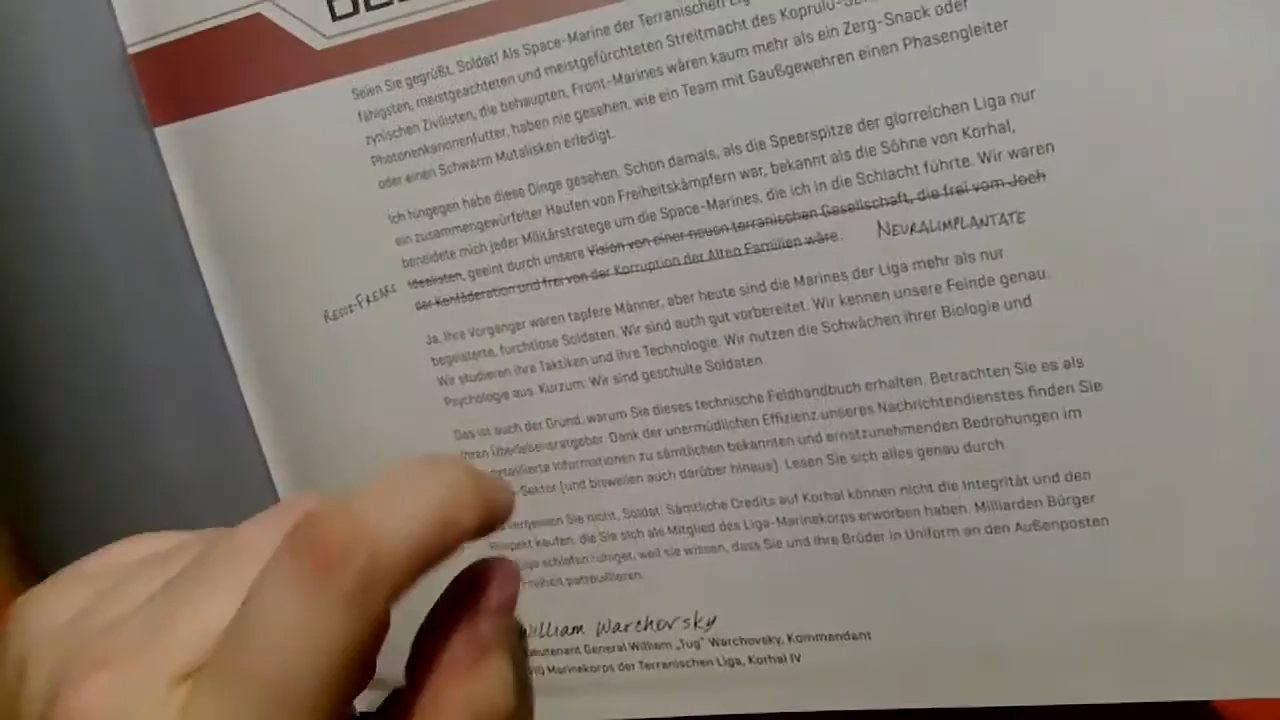 Seien Sie gegrüßt, Soldat! Als Space-Marine der Terranischen
fähigsten, meistgeachteten und meistgefürchteten Streitmacht des Koprulu-
zynischen Zivilisten, die behaupten, Front-Marines wären kaum mehr als ein Zerg-Snack oder
Photonenkanonenfutter, haben nie gesehen, wie ein Team mit Gaußgewehren einen Phasengleiter
oder einen Schwarm Mutalisken erledigt.
Ich hingegen habe diese Dinge gesehen. Schon damals, als die Speerspitze der glorreichen Liga nur
ein zusammengewürfelter Haufen von Freiheitskämpfern war, bekannt als die Söhne von Korhal,
beneidete mich jeder Militärstratege um die Space-Marines, die ich in die Schlacht führte. Wir waren
Idealisten, geeint durch unsere Vision von einer neuen terranischen Gesellschaft, die frei vom Joch
der Konföderation und frei von der Korruption der Alten Familien wäre.
NEURALIMPLANTATE
Ja, Ihre Vorgänger waren tapfere Männer, aber heute sind die Marines der Liga mehr als nur
begeisterte, furchtlose Soldaten. Wir sind auch gut vorbereitet. Wir kennen unsere Feinde genau.
Wir studieren ihre Taktiken und ihre Technologie. Wir nutzen die Schwächen ihrer Biologie und
Psychologie aus. Kurzum: Wir sind geschulte Soldaten.
Das ist auch der Grund, warum Sie dieses technische Feldhandbuch erhalten. Betrachten Sie es als
Ihren Überlebensratgeber. Dank der unermüdlichen Effizienz unseres Nachrichtendienstes finden Sie
detaillierte Informationen zu sämtlichen bekannten und ernstzunehmenden Bedrohungen im
-Sektor (und bisweilen auch darüber hinaus). Lesen Sie sich alles genau durch.
vergessen Sie nicht, Soldat: Sämtliche Credits auf Korhal können nicht die Integrität und den
Respekt kaufen, die Sie sich als Mitglied des Liga-Marinekorps erworben haben. Milliarden Bürger
Liga schlafen ruhiger, weil sie wissen, dass Sie und Ihre Brüder in Uniform an den Außenposten
Freiheit patrouillieren.
William Warchovsky
Lieutenant General William „Tug“ Warchovsky, Kommandant
Marinekorps der Terranischen Liga, Korhal IV